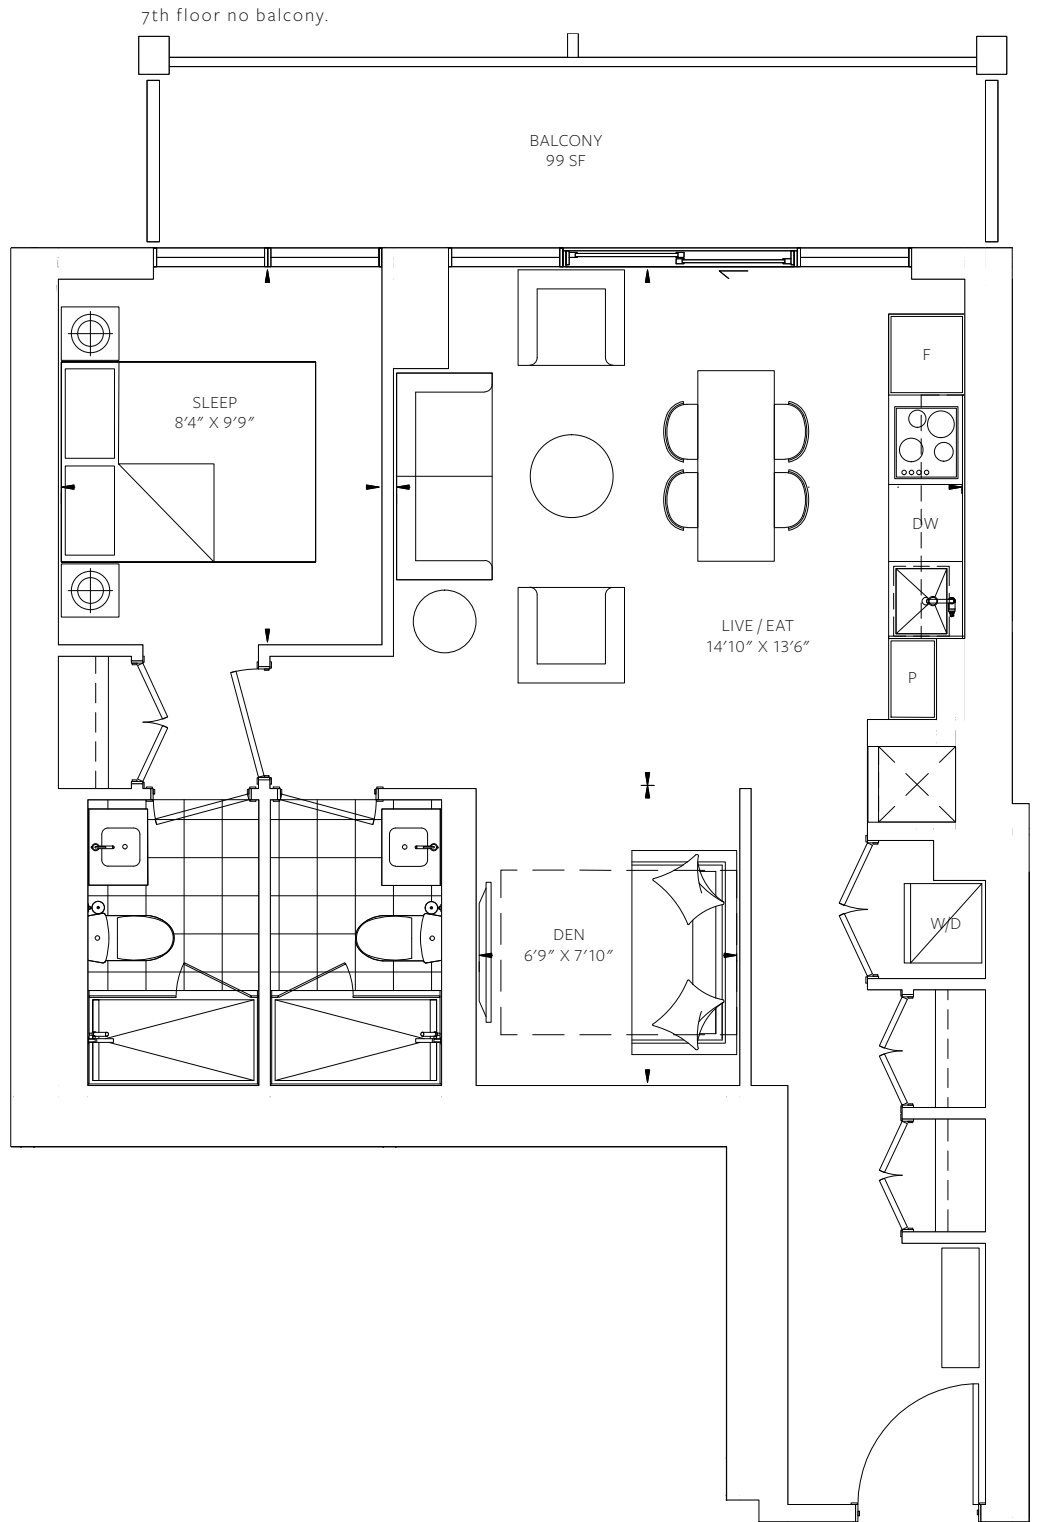 7th floor no balcony.
BALCONY
99 SF
F
SLEEP
8'4" X 9'9"
DW
LIVE / EAT
14'10" X 13'6"
P
W/D
DEN
6'9" X 7'10"